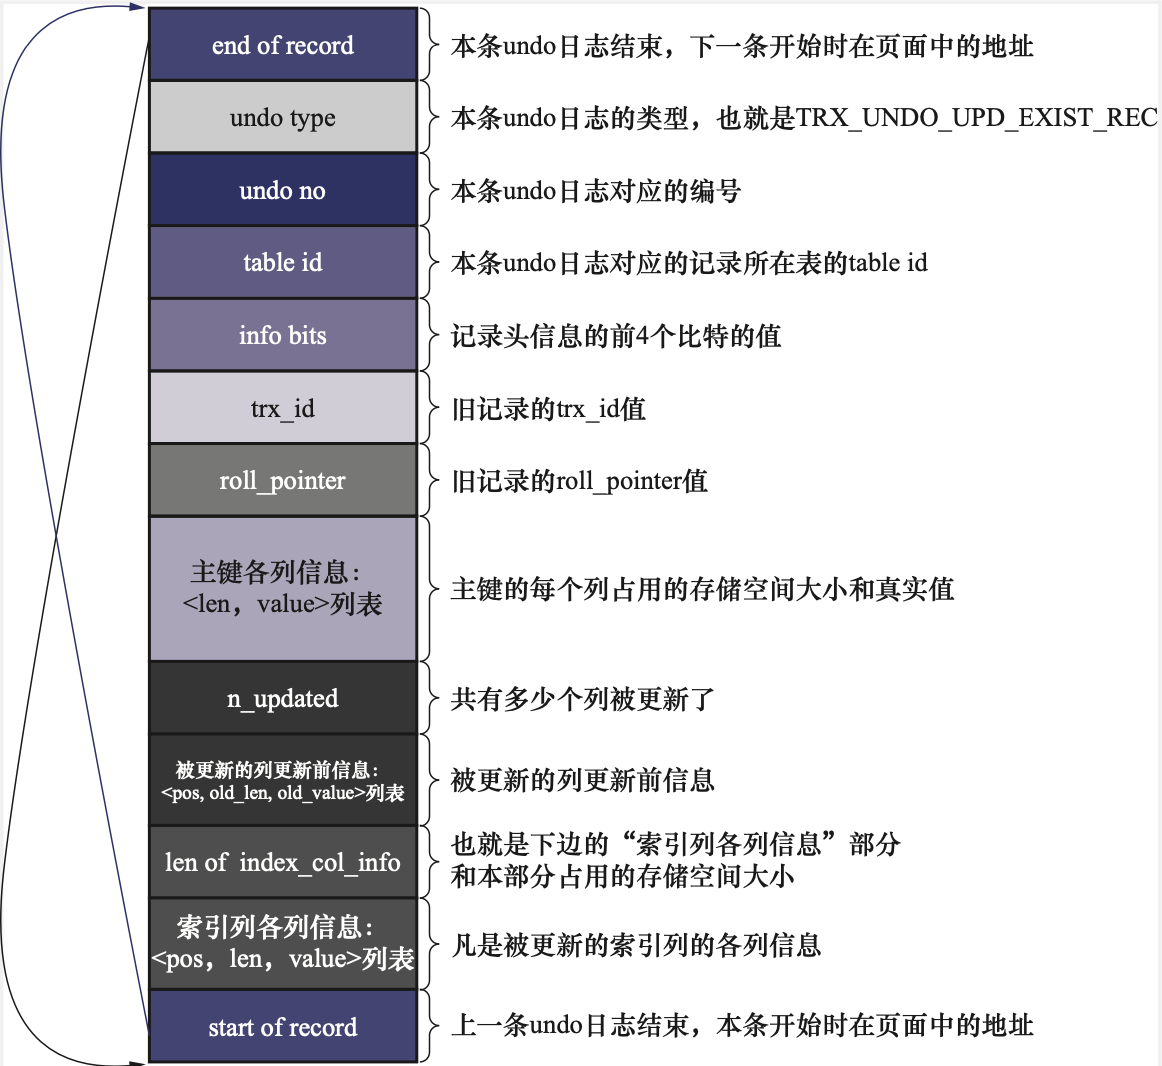 end of record
本条undo日志结束，下一条开始时在页面中的地址
undo type
本条undo日志的类型，也就是TRX_UNDO_UPD_EXIST_REC
undo no
本条undo日志对应的编号
table id
本条undo日志对应的记录所在表的table id
info bits
记录头信息的前4个比特的值
trx_id
旧记录的trx_id值
roll_pointer
旧记录的roll_pointer值
主键各列信息：
<len，value>列表
主键的每个列占用的存储空间大小和真实值
n_updated
共有多少个列被更新了
被更新的列更新前信息：
<pos, old_len, old_value>列表
被更新的列更新前信息
len of index_col_info
也就是下边的“索引列各列信息”部分
和本部分占用的存储空间大小
索引列各列信息：
<pos，len，value>列表
凡是被更新的索引列的各列信息
start of record
上一条undo日志结束，本条开始时在页面中的地址